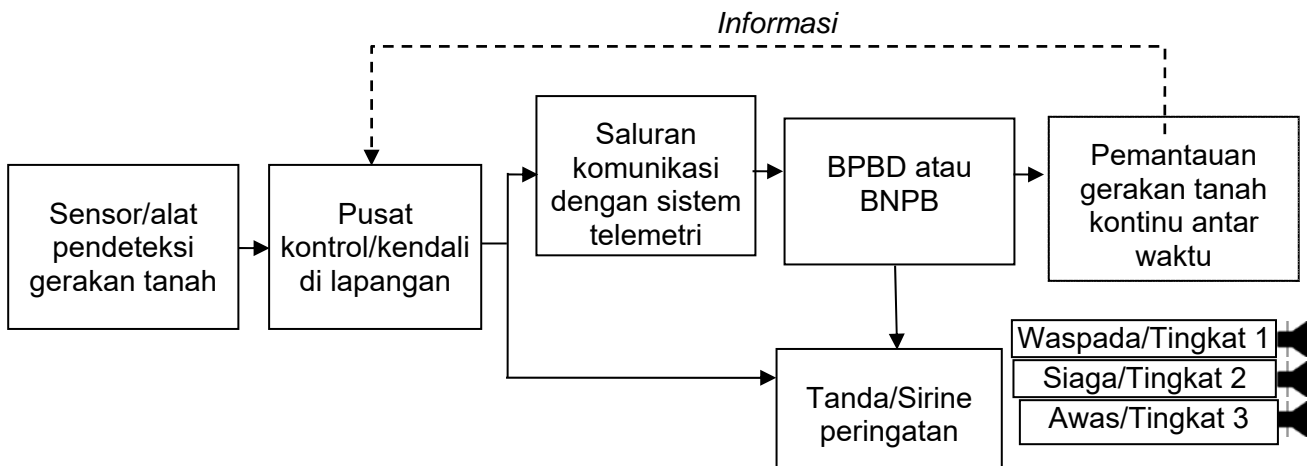 Informasi
Sensor/alat
pendeteksi
gerakan tanah
Pusat
kontrol/kendali
di lapangan
Saluran
komunikasi
dengan sistem
telemetri
BPBD atau
BNPB
Pemantauan
gerakan tanah
kontinu antar
waktu
Tanda/Sirine
peringatan
Waspada/Tingkat 1
Siaga/Tingkat 2
Awas/Tingkat 3